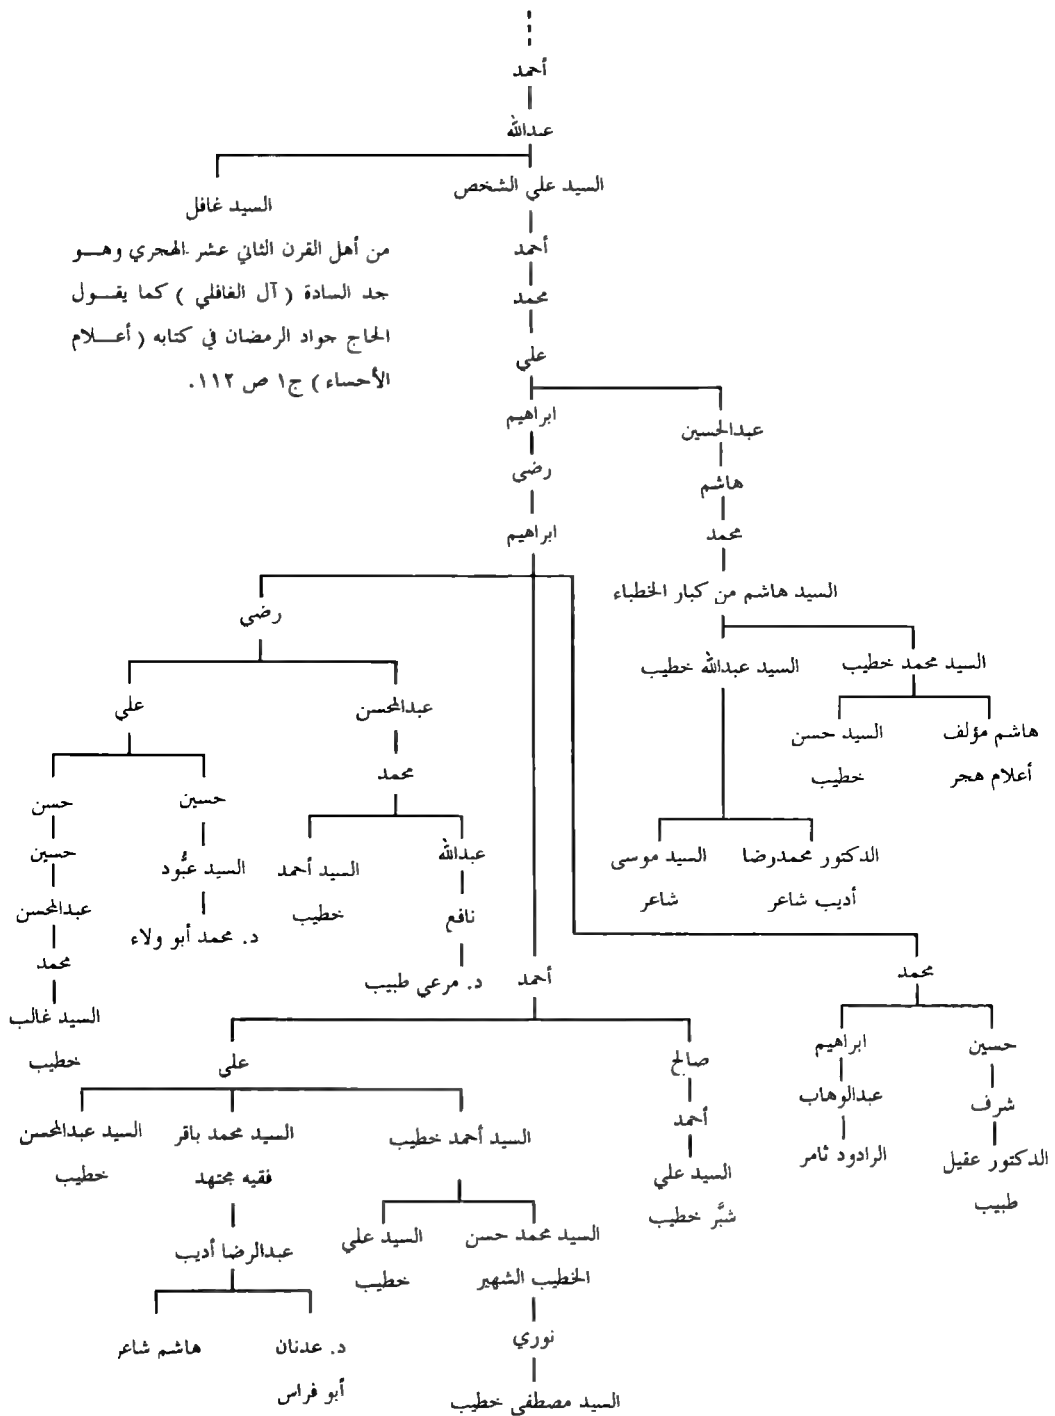 أحمد
عبدالله
السيد علي الشخص
السيد غافل
من أهل القرن الثاني عشر الهجري وهـــو
جد السادة ( آل الغافلي ) كما يقـــول
الحاج جواد الرمضان في كتابه ( أعـــلام
الأحساء ) ج١ ص ١١٢.
أحمد
محمد
علي
ابراهيم
عبدالحسين
رضي
هاشم
ابراهيم
محمد
السيد هاشم من كبار الخطباء
رضي
السيد محمد خطيب
السيد عبدالله خطيب
علي
عبدالمحسن
هاشم مؤلف
أعلام هجر
السيد حسن
خطيب
محمد
حسين
حسن
الدكتور محمدرضا
أديب شاعر
السيد موسى
شاعر
عبدالله
السيد أحمد
خطيب
السيد عبُّود
حسين
نافع
عبدالمحسن
د. محمد أبو ولاء
محمد
د. مرعي طبيب
أحمد
محمد
السيد غالب
خطيب
حسين
ابراهيم
صالح
علي
شرف
عبدالوهاب
أحمد
السيد أحمد خطيب
السيد محمد باقر
فقيه مجتهد
السيد عبدالمحسن
خطيب
الدكتور عقيل
طبيب
الرادود ثامر
السيد علي
شبَّر خطيب
السيد محمد حسن
الخطيب الشهير
السيد علي
خطيب
عبدالرضا أديب
نوري
د. عدنان
أبو فراس
هاشم شاعر
السيد مصطفى خطيب